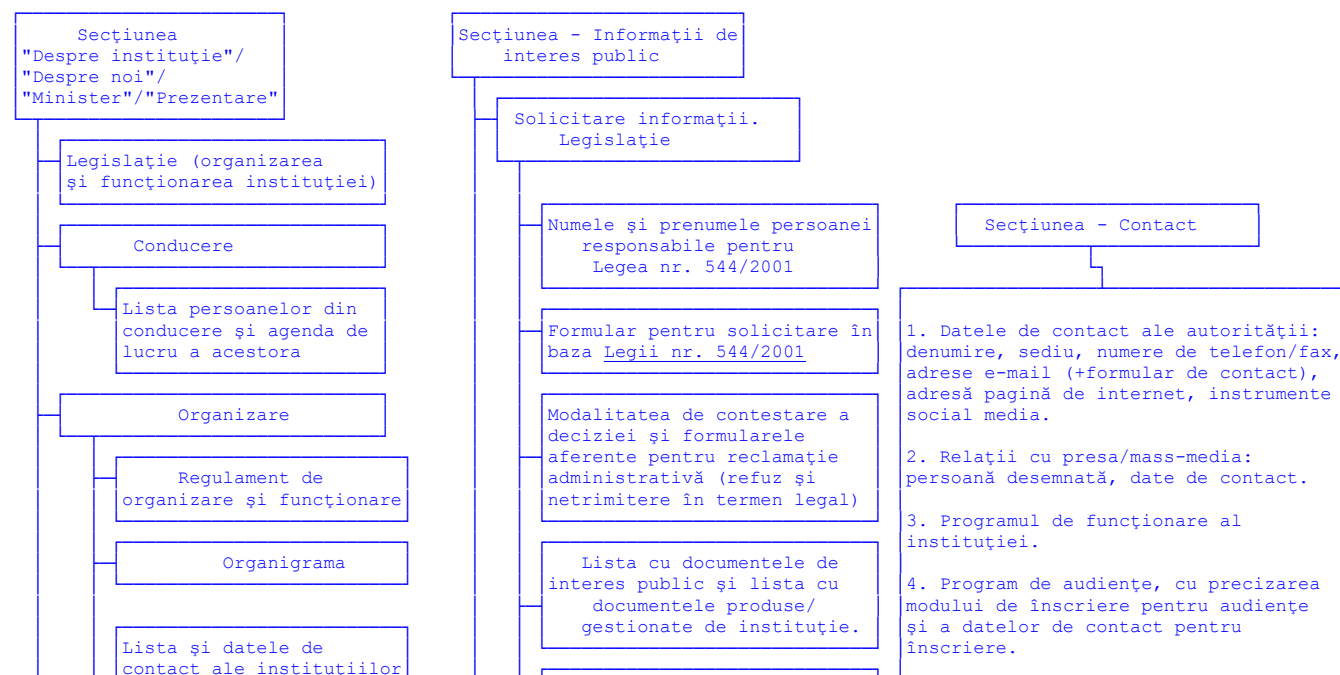 Secţiunea
"Despre instituţie"/
"Despre noi"/
"Minister"/"Prezentare"
Legislaţie (organizarea
şi funcţionarea instituţiei)
Conducere
Lista persoanelor din
conducere şi agenda de
lucru a acestora
Organizare
Regulament de
organizare şi funcţionare
Organigrama
Lista şi datele de
contact ale instituţiilor
Secţiunea - Informaţii de
interes public
Solicitare informaţii.
Legislaţie
Numele şi prenumele persoanei
responsabile pentru
Legea nr. 544/2001
Formular pentru solicitare în
baza Legii nr. 544/2001
Modalitatea de contestare a
deciziei şi formularele
aferente pentru reclamaţie
administrativă (refuz şi
netrimitere în termen legal)
Lista cu documentele de
interes public şi lista cu
documentele produse/
gestionate de instituţie.
Secţiunea - Contact
1. Datele de contact ale autorităţii:
denumire, sediu, numere de telefon/fax,
adrese e-mail (+formular de contact),
adresă pagină de internet, instrumente
social media.
2. Relaţii cu presa/mass-media:
persoană desemnată, date de contact.
3. Programul de funcţionare al
instituţiei.
4. Program de audienţe, cu precizarea
modului de înscriere pentru audienţe
şi a datelor de contact pentru
înscriere.